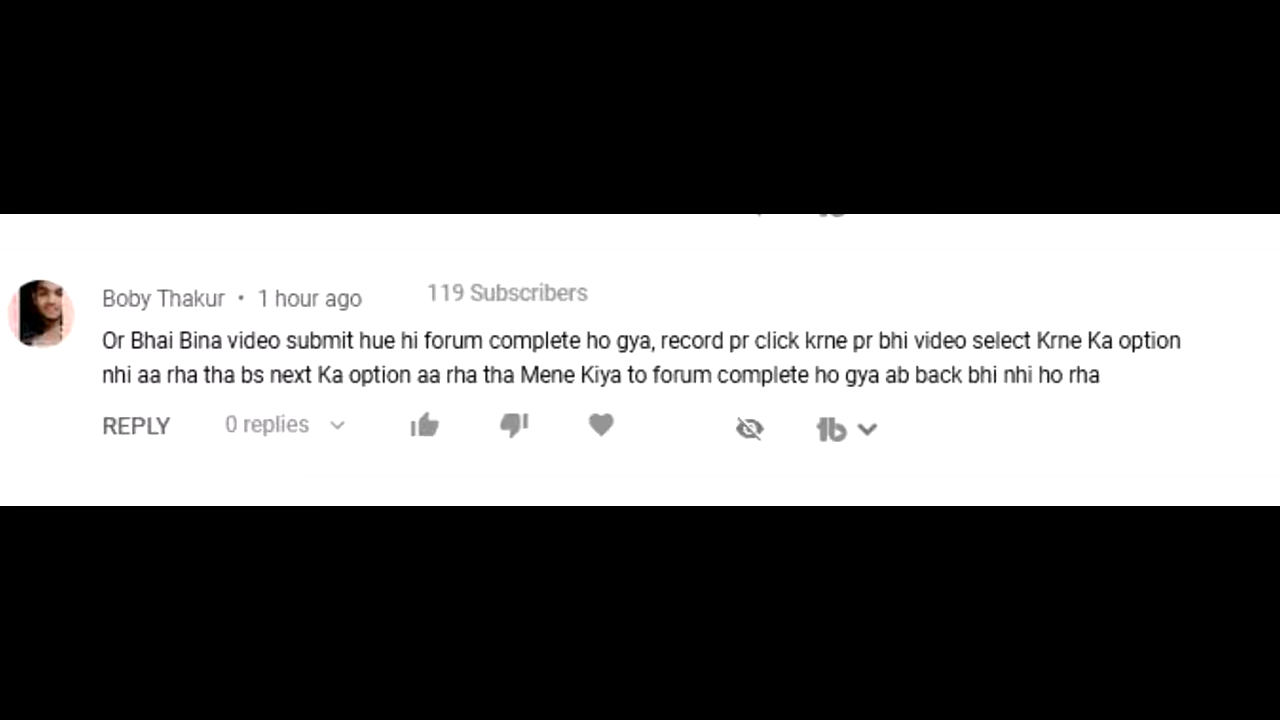 Boby Thakur • 1 hour ago 119 Subscribers
Or Bhai Bina video submit hue hi forum complete ho gya, record pr click krne pr bhi video select Krne Ka option
nhi aa rha tha bs next Ka option aa rha tha Mene Kiya to forum complete ho gya ab back bhi nhi ho rha
REPLY 0 replies